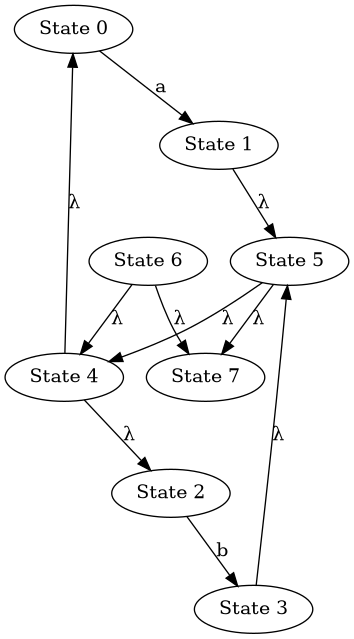 State 0
a
State 1
λ
λ
State 6
State 5
λ
λ
λ
λ
State 4
State 7
λ
λ
State 2
b
State 3